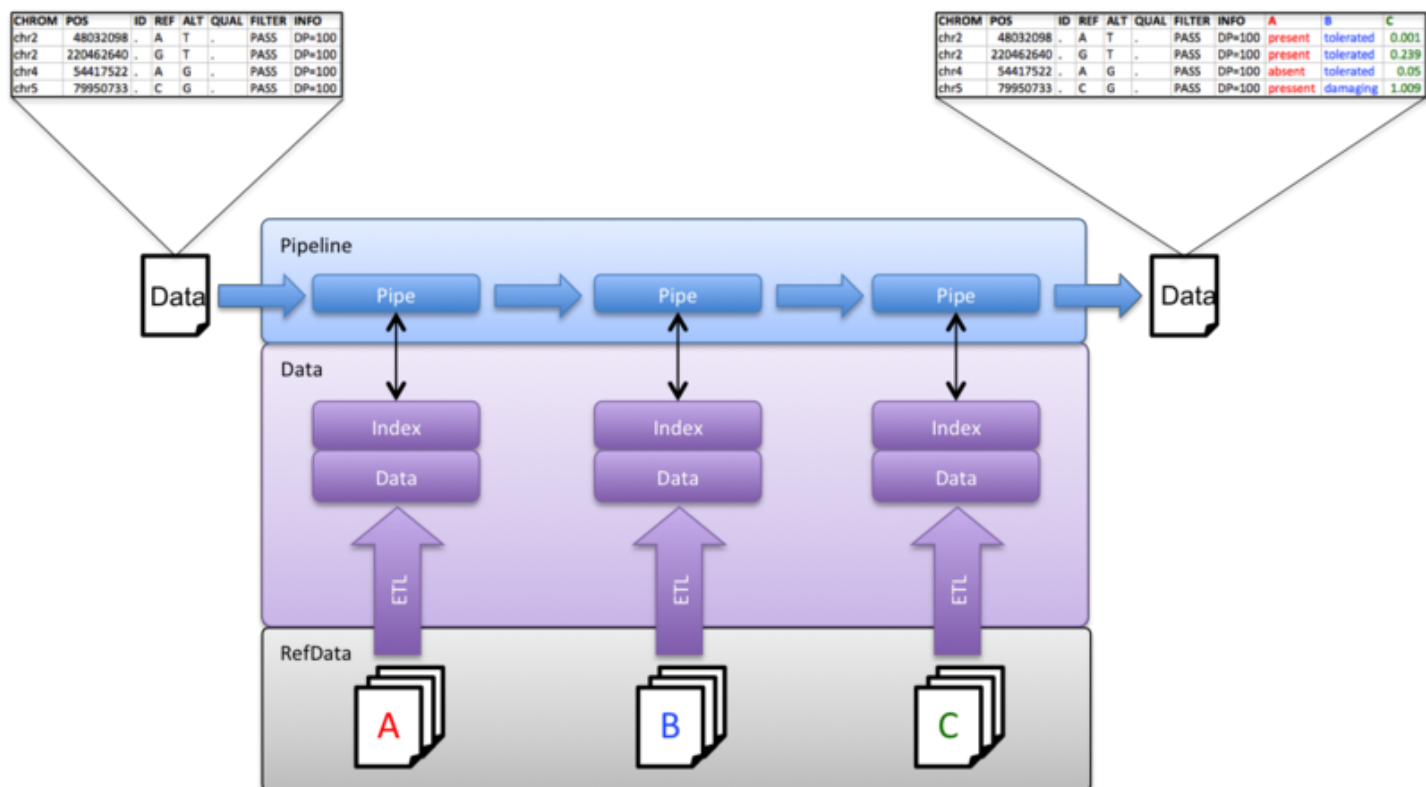 CHROM POS ID REF ALT QUAL FILTER INFO
chr2 48032098 . A T . PASS DP=100
chr2 220462640 . G T . PASS DP=100
chr4 54417522 . A G . PASS DP=100
chr5 79950733 . C G . PASS DP=100
CHROM POS ID REF ALT QUAL FILTER INFO A B C
chr2 48032098 . A T . PASS DP=100 present tolerated 0.001
chr2 220462640 . G T . PASS DP=100 present tolerated 0.239
chr4 54417522 . A G . PASS DP=100 absent tolerated 0.05
chr5 79950733 . C G . PASS DP=100 pressent damaging 1.009
Pipeline
Data Pipe Pipe Pipe Data
Data
Index Index Index
Data Data Data
ETL ETL ETL
RefData
A B C